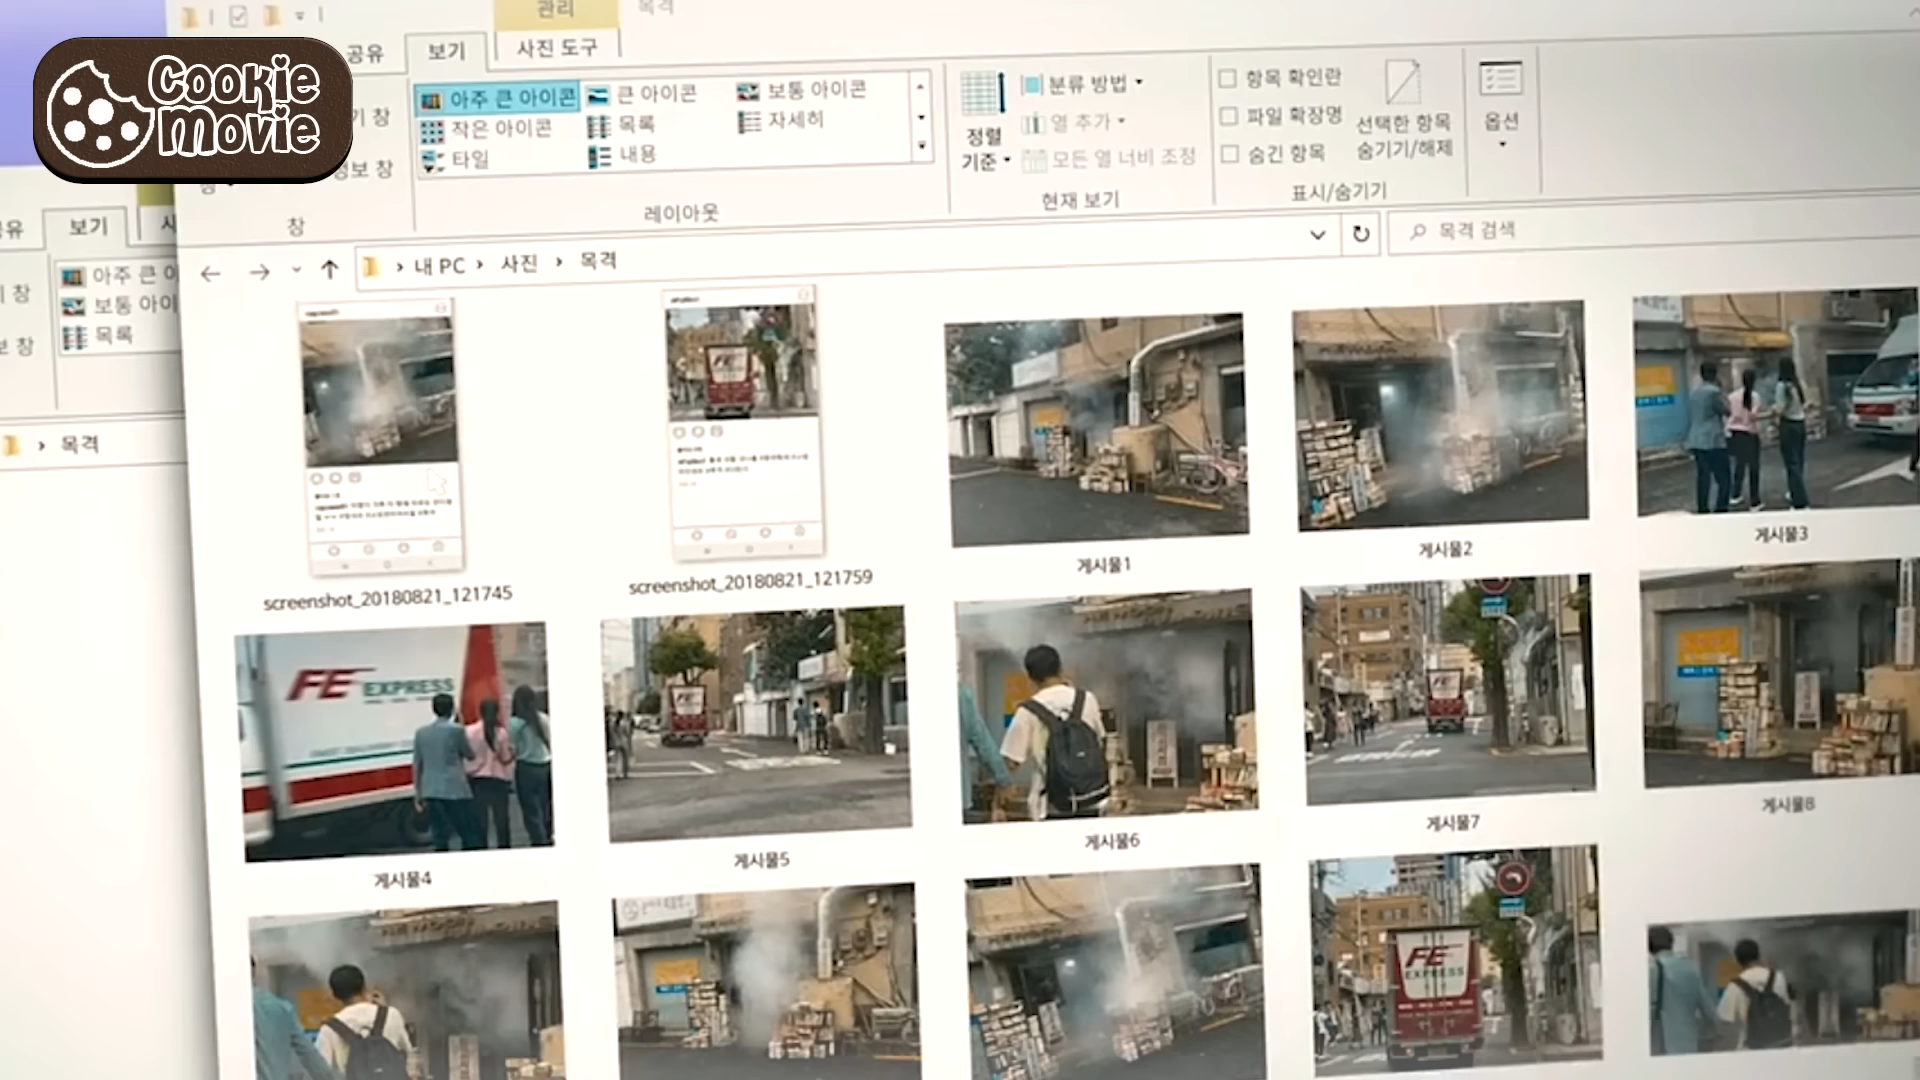 Cookie
Movie
관리
목격
공유
보기
사진 도구
아주 큰 아이콘
큰 아이콘
보통 아이콘
작은 아이콘
목록
자세히
타일
내용
레이아웃
정렬
기준
분류 방법
열 추가
모든 열 너비 조정
현재 보기
항목 확인란
파일 확장명
숨긴 항목
선택한 항목
숨기기/해제
표시/숨기기
옵션
창
보기
목록
내 PC > 사진 > 목격
목격 검색
> 목격
screenshot_20180821_121745
screenshot_20180821_121759
게시물1
게시물2
게시물3
FE EXPRESS
게시물4
게시물5
게시물6
게시물7
게시물8
FE
EXPRESS